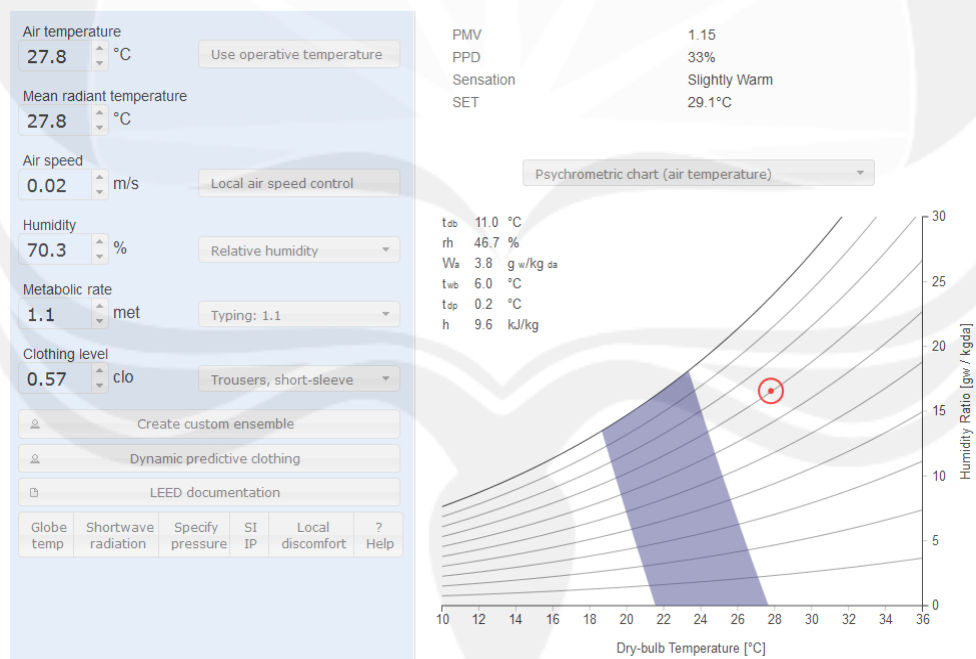 Air temperature
27.8 °C Use operative temperature
Mean radiant temperature
27.8 °C
Air speed
0.02 m/s Local air speed control
Humidity
70.3 % Relative humidity
Metabolic rate
1.1 met Typing: 1.1
Clothing level
0.57 clo Trousers, short-sleeve
Create custom ensemble
Dynamic predictive clothing
LEED documentation
Globe temp Shortwave radiation Specify pressure SI IP Local discomfort ? Help
PMV 1.15
PPD 33%
Sensation Slightly Warm
SET 29.1°C
Psychrometric chart (air temperature)
tdb 11.0 °C
rh 46.7 %
Wa 3.8 g w/kg da
twb 6.0 °C
tdp 0.2 °C
h 9.6 kJ/kg
30
25
20
15
10
5
0
Humidity Ratio [gw / kgda]
10 12 14 16 18 20 22 24 26 28 30 32 34 36
Dry-bulb Temperature [°C]